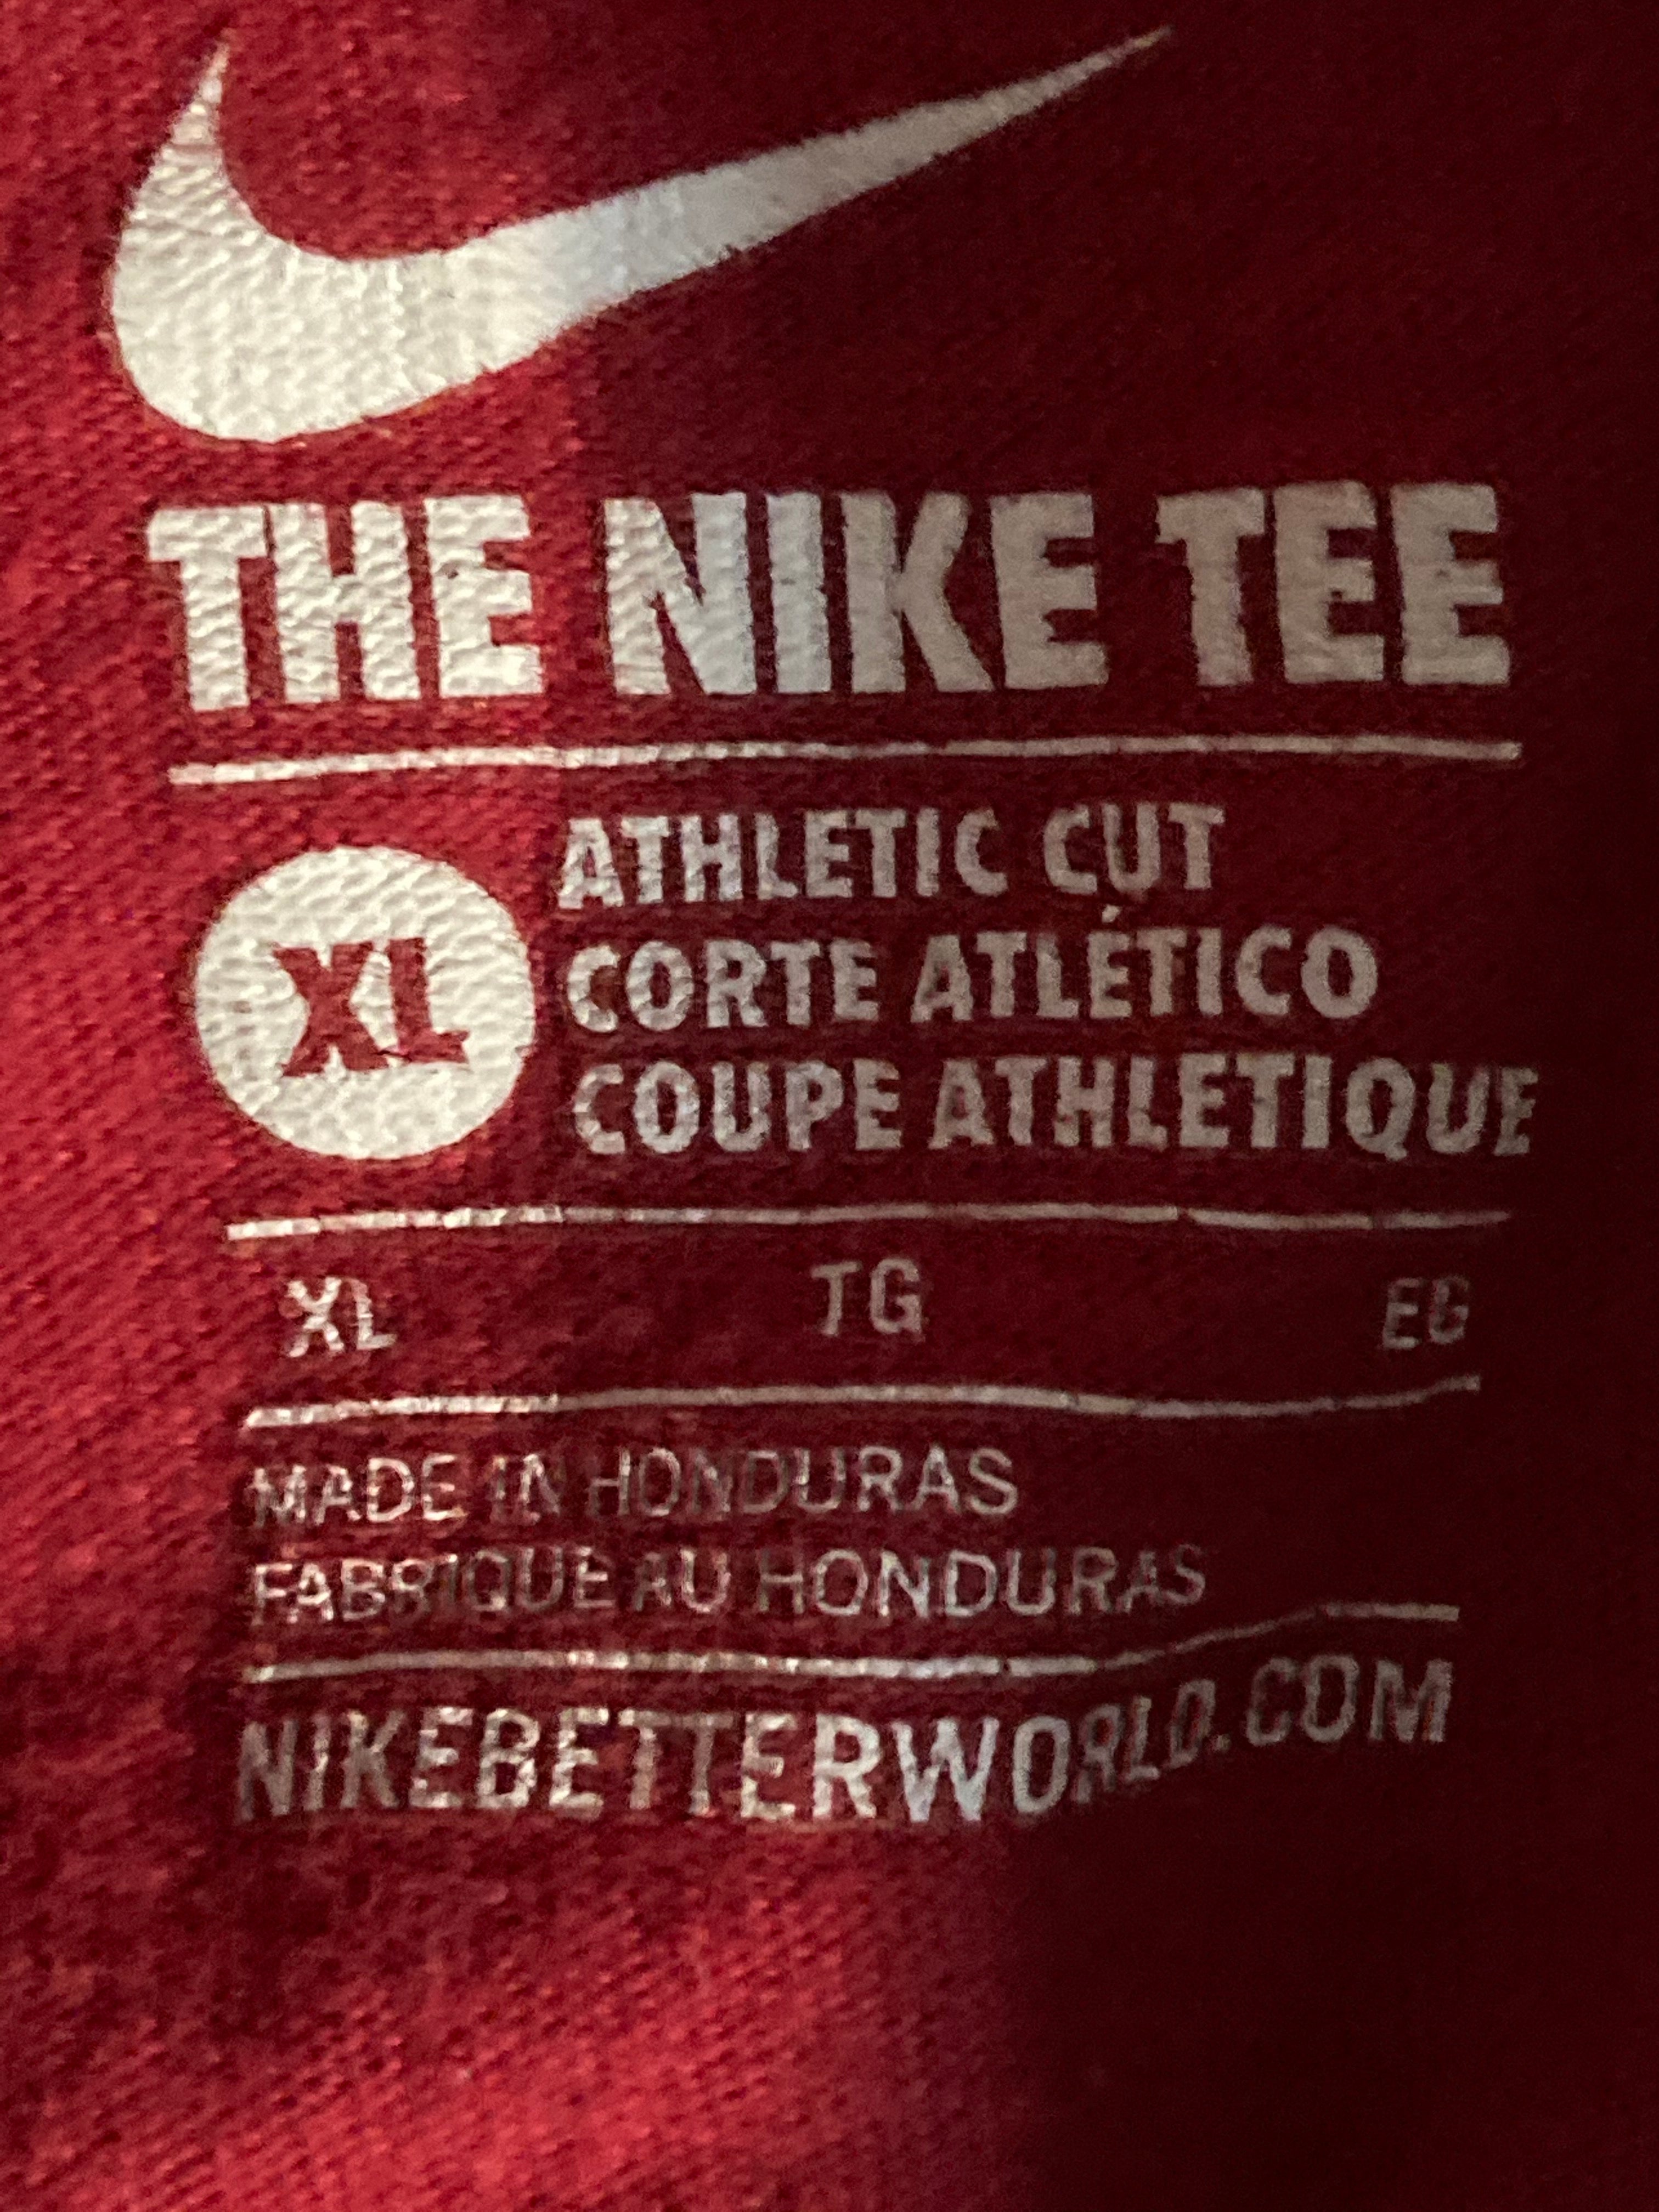 THE NIKE TEE
XL
ATHLETIC CUT
CORTE ATLÉTICO
COUPE ATHLETIQUE
XL TG EG
MADE IN HONDURAS
FABRIQUE AU HONDURAS
NIKEBETTERWORLD.COM